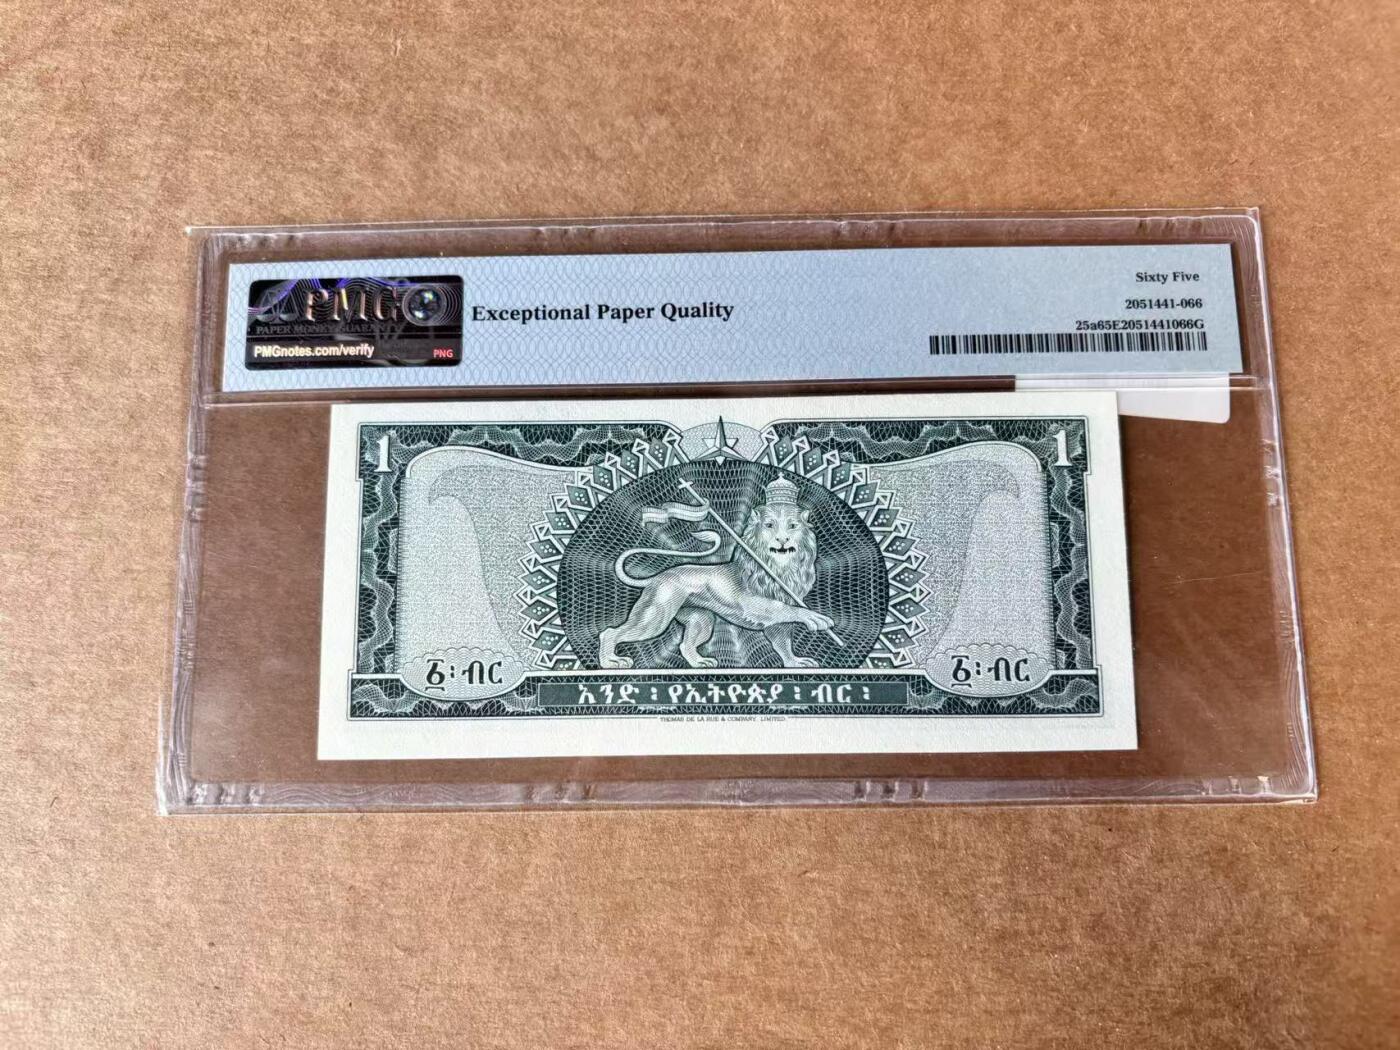 Sixty Five
PMG
PAPER MONEY GUARANTY
PMGnotes.com/verify
PNG
Exceptional Paper Quality
2051441-066
25a65E2051441066G
1
1
፩፡ብር
፩፡ብር
አንድ ፡ የኢትዮጵያ ፡ ብር ፡
THOMAS DE LA RUE & COMPANY, LIMITED.